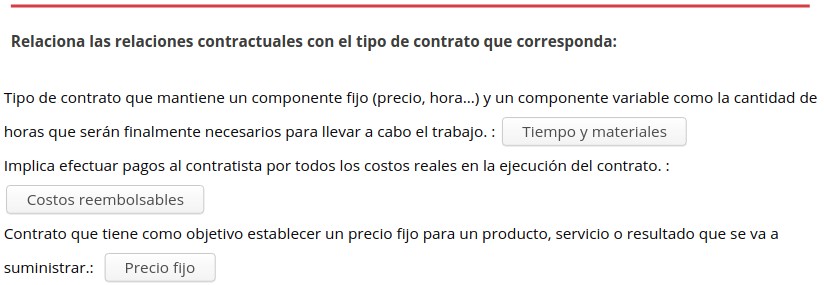 Relaciona las relaciones contractuales con el tipo de contrato que corresponda:
Tipo de contrato que mantiene un componente fijo (precio, hora...) y un componente variable como la cantidad de
horas que serán finalmente necesarios para llevar a cabo el trabajo. : Tiempo y materiales
Implica efectuar pagos al contratista por todos los costos reales en la ejecución del contrato. :
Costos reembolsables
Contrato que tiene como objetivo establecer un precio fijo para un producto, servicio o resultado que se va a
suministrar.: Precio fijo